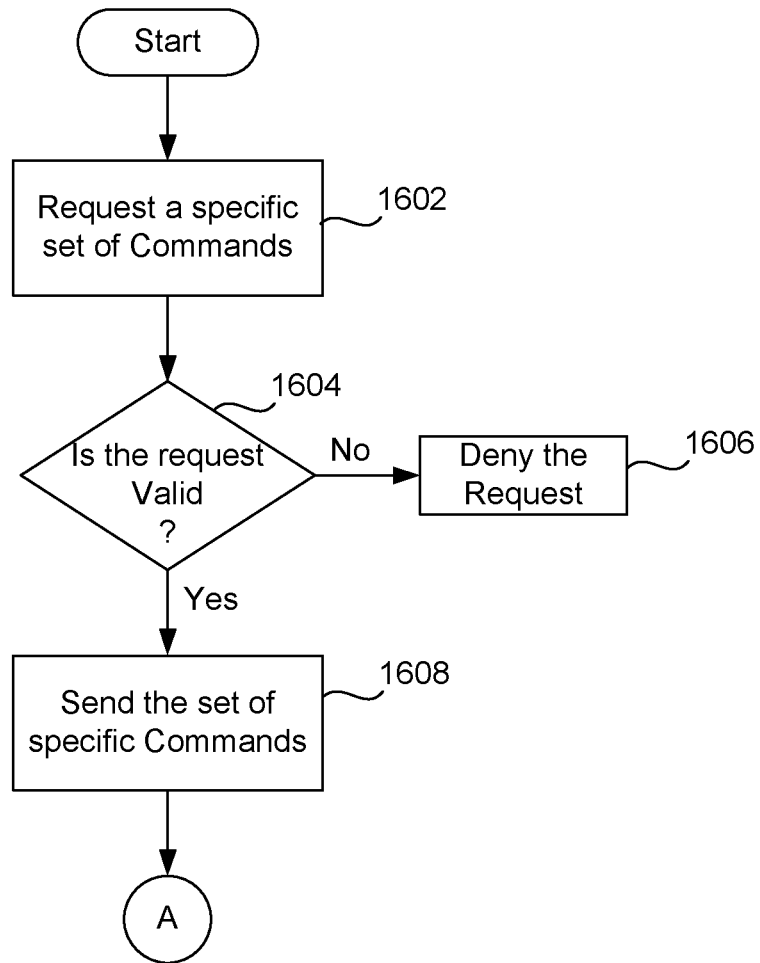 Start
Request a specific
set of Commands
1602
1604
Is the request
Valid
?
No
Deny the
Request
1606
Yes
Send the set of
specific Commands
1608
A